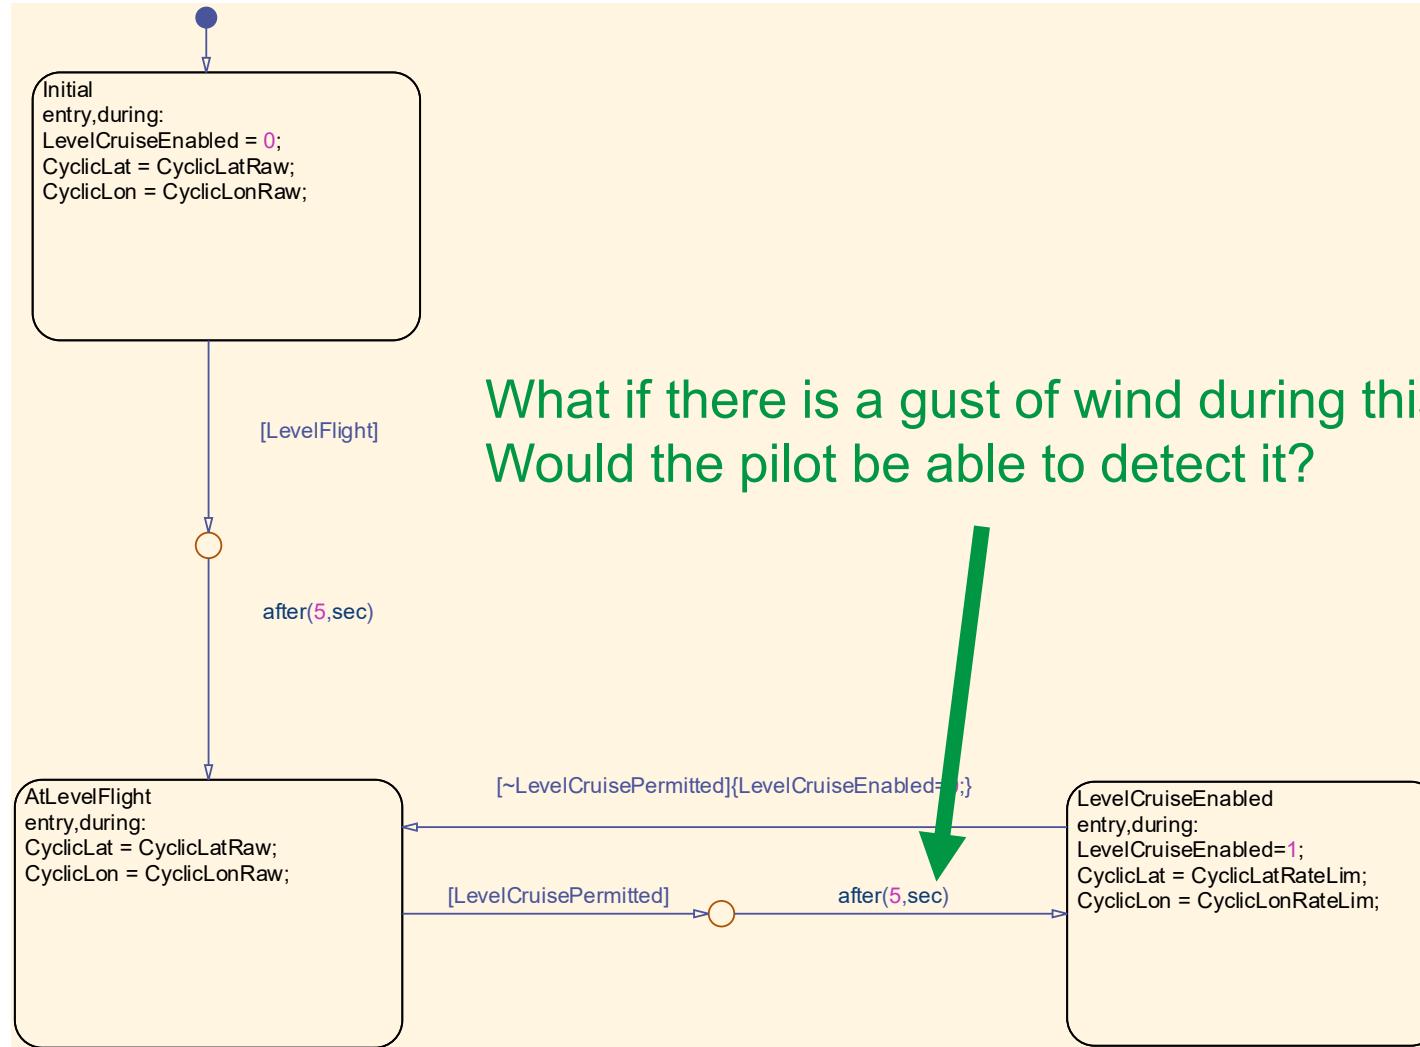 Initial
entry,during:
LevelCruiseEnabled = 0;
CyclicLat = CyclicLatRaw;
CyclicLon = CyclicLonRaw;
What if there is a gust of wind during
Would the pilot be able to detect it?
[LevelFlight]
after(5,sec)
[~LevelCruisePermitted]{LevelCruiseEnabled= ;}
AtLevelFlight
entry,during:
CyclicLat = CyclicLatRaw;
CyclicLon = CyclicLonRaw;
[LevelCruisePermitted]
after(5,sec)
LevelCruiseEnabled
entry,during:
LevelCruiseEnabled=1;
CyclicLat = CyclicLatRateLim;
CyclicLon = CyclicLonRateLim;